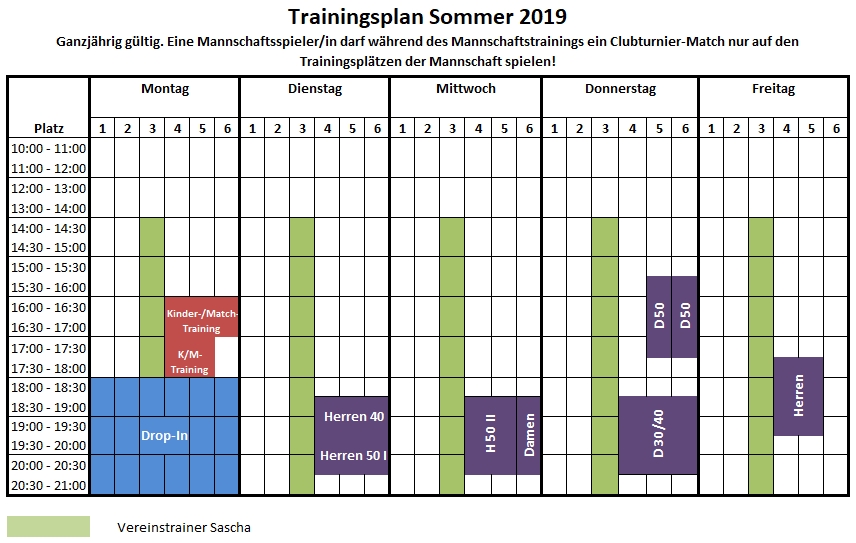 Trainingsplan Sommer 2019
Ganzjährig gültig. Eine Mannschaftsspieler/in darf während des Mannschaftstrainings ein Clubturnier-Match nur auf den
Trainingsplätzen der Mannschaft spielen!
Montag Dienstag Mittwoch Donnerstag Freitag
Platz 1 2 3 4 5 6 1 2 3 4 5 6 1 2 3 4 5 6 1 2 3 4 5 6 1 2 3 4 5 6
10:00 - 11:00
11:00 - 12:00
12:00 - 13:00
13:00 - 14:00
14:00 - 14:30
14:30 - 15:00
15:00 - 15:30
15:30 - 16:00
16:00 - 16:30
16:30 - 17:00
17:00 - 17:30
17:30 - 18:00
18:00 - 18:30
18:30 - 19:00
19:00 - 19:30
19:30 - 20:00
20:00 - 20:30
20:30 - 21:00
Kinder-/Match-
Training
K/M-
Training
Drop-In
Herren 40
Herren 50 I
H 50 II
Damen
D 50
D 50
D 30/40
Herren
Vereinstrainer Sascha